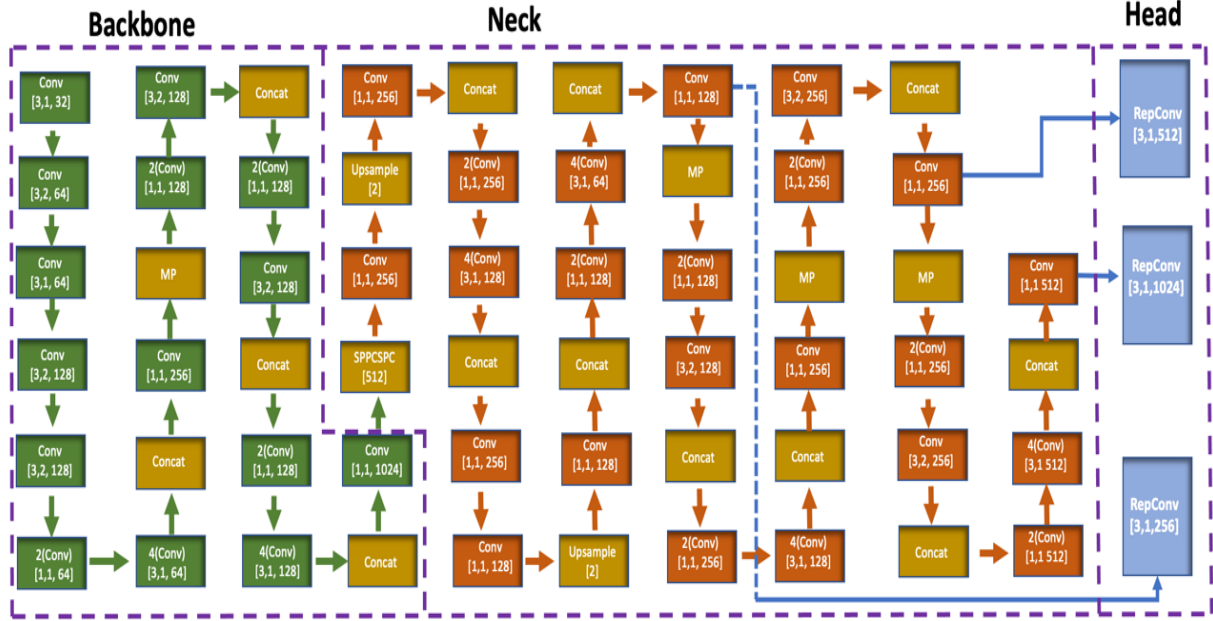 Backbone
Neck
Head
Conv
[3,1, 32]
Conv
[3,2, 64]
Conv
[3,1, 64]
Conv
[3,2, 128]
Conv
[3,2, 128]
2(Conv)
[1,1, 64]
Conv
[3,2, 128]
2(Conv)
[1,1, 128]
MP
Conv
[1,1, 256]
Concat
4(Conv)
[3,1, 64]
Concat
2(Conv)
[1,1, 128]
Conv
[3,2, 128]
Concat
2(Conv)
[1,1, 128]
4(Conv)
[3,1, 128]
Conv
[1,1, 256]
Upsample
[2]
Conv
[1,1, 256]
SPPCSPC
[512]
Conv
[1,1, 1024]
Concat
Concat
2(Conv)
[1,1, 256]
4(Conv)
[3,1, 128]
Concat
Conv
[1,1, 256]
Conv
[1,1, 128]
Concat
4(Conv)
[3,1, 64]
2(Conv)
[1,1, 128]
Concat
Conv
[1,1, 128]
Upsample
[2]
Conv
[1,1, 128]
MP
2(Conv)
[1,1, 128]
Conv
[3,2, 128]
Concat
2(Conv)
[1,1, 256]
Conv
[3,2, 256]
2(Conv)
[1,1, 256]
MP
Conv
[1,1, 256]
Concat
4(Conv)
[3,1, 128]
Concat
Conv
[1,1, 256]
MP
2(Conv)
[1,1, 256]
Conv
[3,2, 256]
Concat
Conv
[1,1 512]
Concat
4(Conv)
[3,1 512]
2(Conv)
[1,1 512]
RepConv
[3,1,512]
RepConv
[3,1,1024]
RepConv
[3,1,256]